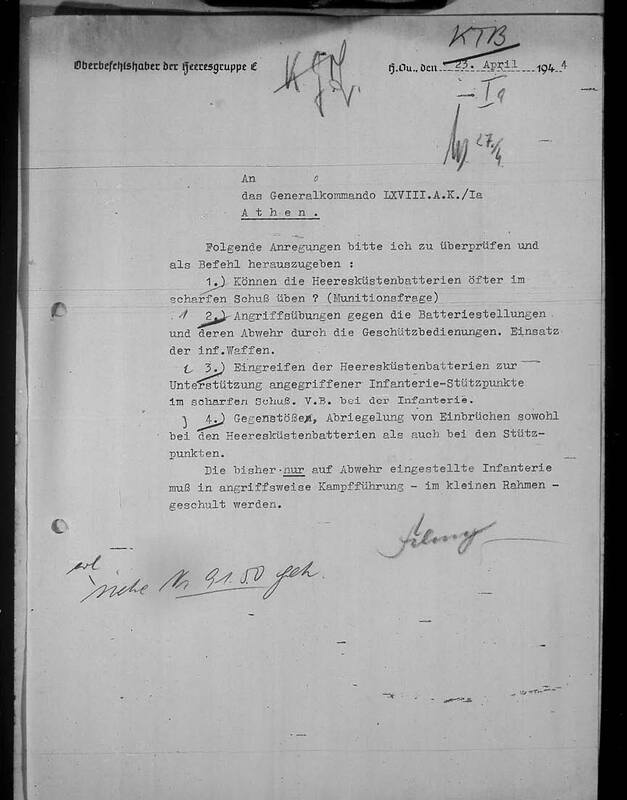 KTB
Oberbefehlshaber der Heeresgruppe E
H.Qu., den 23. April 1944
Ia
27/4
An
das Generalkommando LXVIII.A.K./Ia
Athen.
Folgende Anregungen bitte ich zu überprüfen und
als Befehl herauszugeben :
1.) Können die Heeresküstenbatterien öfter im
scharfen Schuß üben ? (Munitionsfrage)
1 2.) Angriffsübungen gegen die Batteriestellungen
und deren Abwehr durch die Geschützbedienungen. Einsatz
der inf.Waffen.
3.) Eingreifen der Heeresküstenbatterien zur
Unterstützung angegriffener Infanterie-Stützpunkte
im scharfen Schuß. V.B. bei der Infanterie.
4.) Gegenstöße, Abriegelung von Einbrüchen sowohl
bei den Heeresküstenbatterien als auch bei den Stütz-
punkten.
Die bisher nur auf Abwehr eingestellte Infanterie
muß in angriffsweise Kampfführung - im kleinen Rahmen -
geschult werden.
erl
siehe Nr 9150 geh.